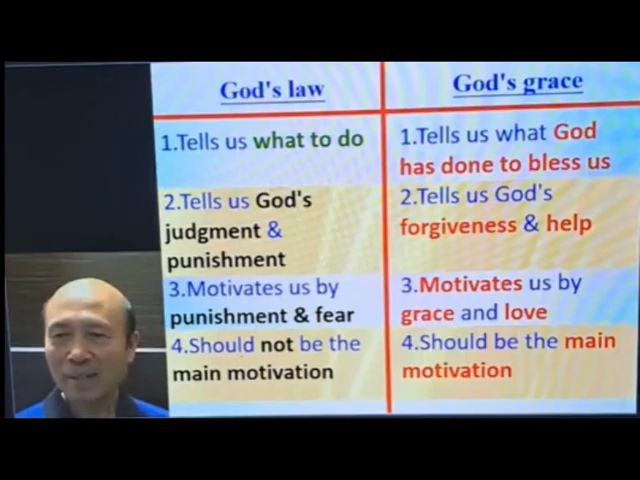 God's law
1.Tells us what to do
2.Tells us God's
judgment &
punishment
3.Motivates us by
punishment & fear
4.Should not be the
main motivation
God's grace
1.Tells us what God
has done to bless us
2.Tells us God's
forgiveness & help
3.Motivates us by
grace and love
4.Should be the main
motivation